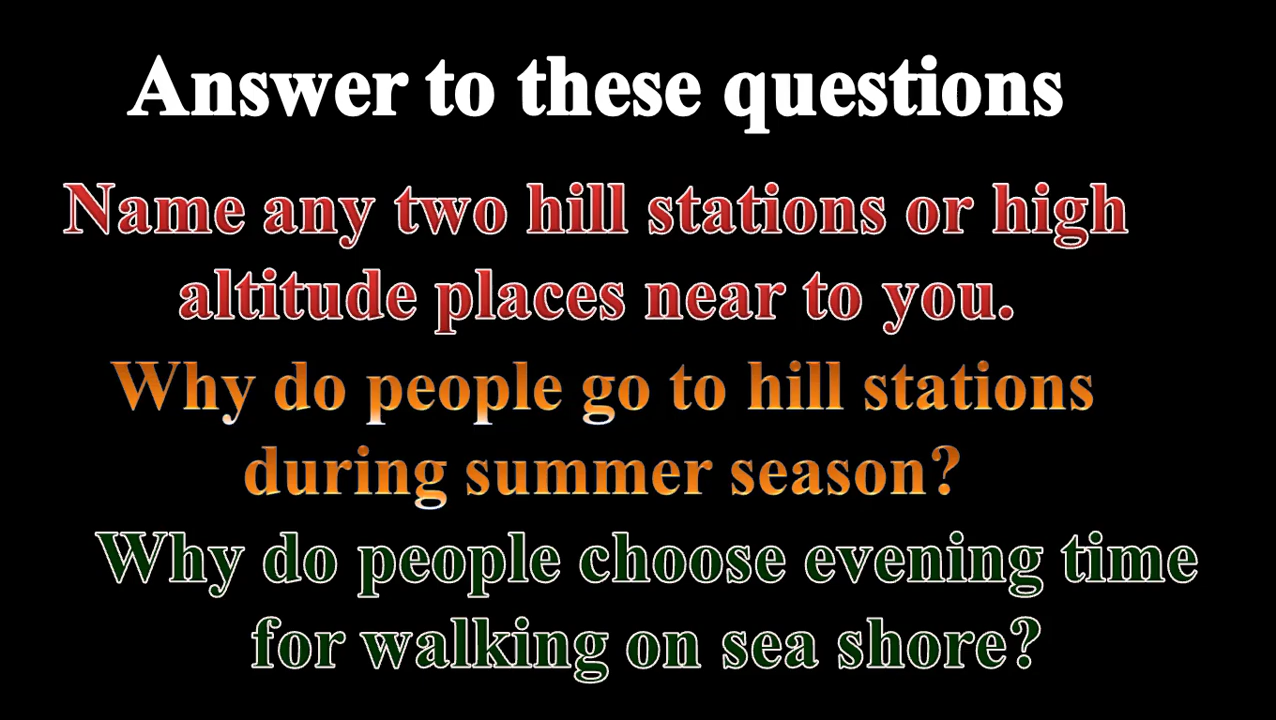 Answer to these questions
Name any two hill stations or high
altitude places near to you.
Why do people go to hill stations
during summer season?
Why do people choose evening time
for walking on sea shore?